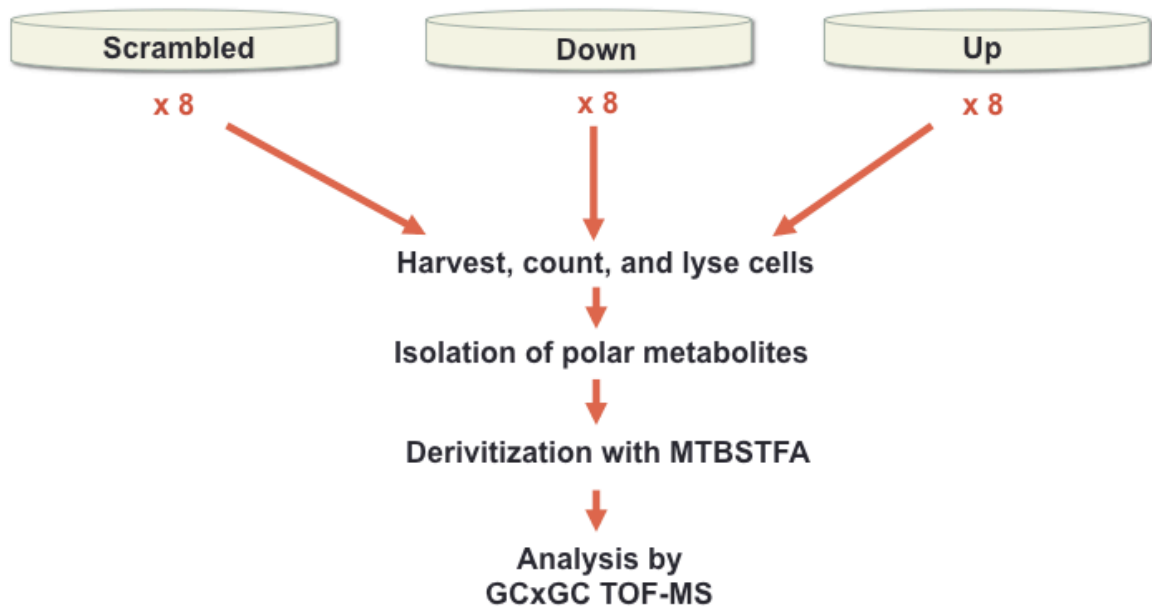 Scrambled
Down
Up
x 8
x 8
x 8
Harvest, count, and lyse cells
Isolation of polar metabolites
Derivitization with MTBSTFA
Analysis by
GCxGC TOF-MS